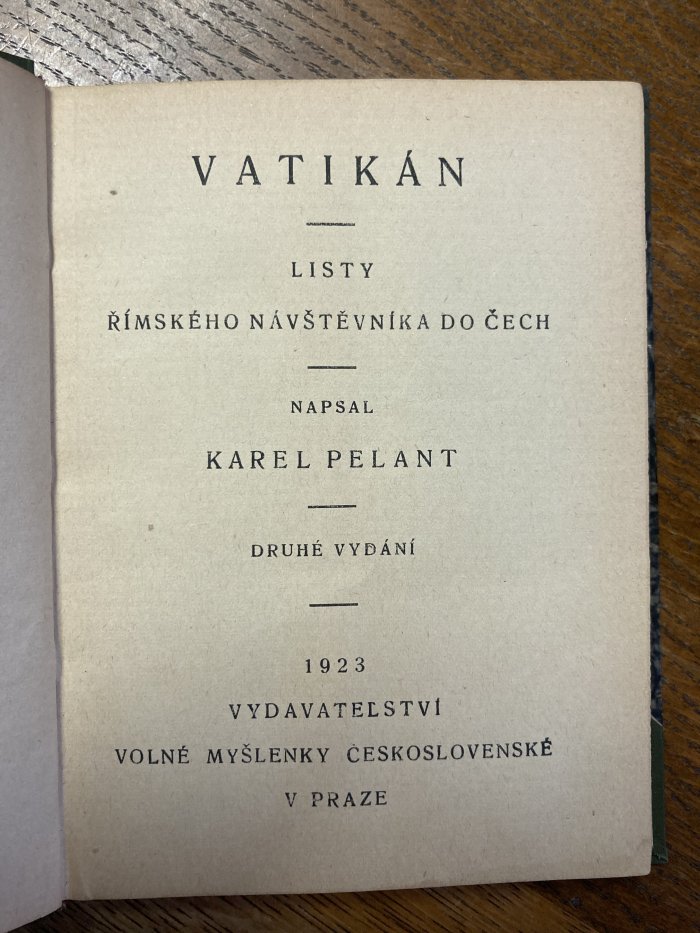 VATIKÁN
LISTY
ŘÍMSKÉHO NÁVŠTĚVNÍKA DO ČECH
NAPSAL
KAREL PELANT
DRUHÉ VYDÁNÍ
1923
VYDAVATELSTVÍ
VOLNÉ MYŠLENKY ČESKOSLOVENSKÉ
V PRAZE